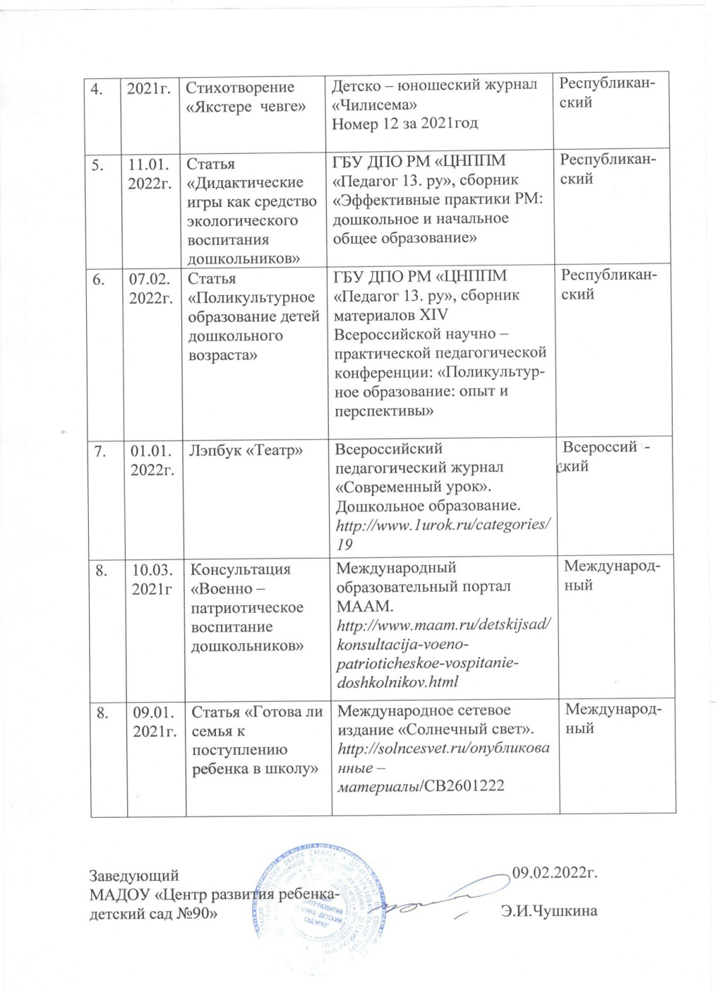 4.
2021г.
Стихотворение
«Якстере чевге»
Детско – юношеский журнал
«Чилисема»
Номер 12 за 2021год
Республикан-
ский
5.
11.01.
2022г.
Статья
«Дидактические
игры как средство
экологического
воспитания
дошкольников»
ГБУ ДПО РМ «ЦНППМ
«Педагог 13. ру», сборник
«Эффективные практики РМ:
дошкольное и начальное
общее образование»
Республикан-
ский
6.
07.02.
2022г.
Статья
«Поликультурное
образование детей
дошкольного
возраста»
ГБУ ДПО РМ «ЦНППМ
«Педагог 13. ру», сборник
материалов XIV
Всероссийской научно –
практической педагогической
конференции: «Поликультур-
ное образование: опыт и
перспективы»
Республикан-
ский
7.
01.01.
2022г.
Лэпбук «Театр»
Всероссийский
педагогический журнал
«Современный урок».
Дошкольное образование.
http://www.1urok.ru/categories/
19
Всероссий -
ский
8.
10.03.
2021г
Консультация
«Военно –
патриотическое
воспитание
дошкольников»
Международный
образовательный портал
МААМ.
http://www.maam.ru/detskijsad/
konsultacija-voeno-
patrioticheskoe-vospitanie-
doshkolnikov.html
Международ-
ный
8.
09.01.
2021г.
Статья «Готова ли
семья к
поступлению
ребенка в школу»
Международное сетевое
издание «Солнечный свет».
http://solncesvet.ru/опубликова
нные –
материалы/СВ2601222
Международ-
ный
Заведующий
МАДОУ «Центр развития ребенка-
детский сад №90»
09.02.2022г.
Э.И.Чушкина